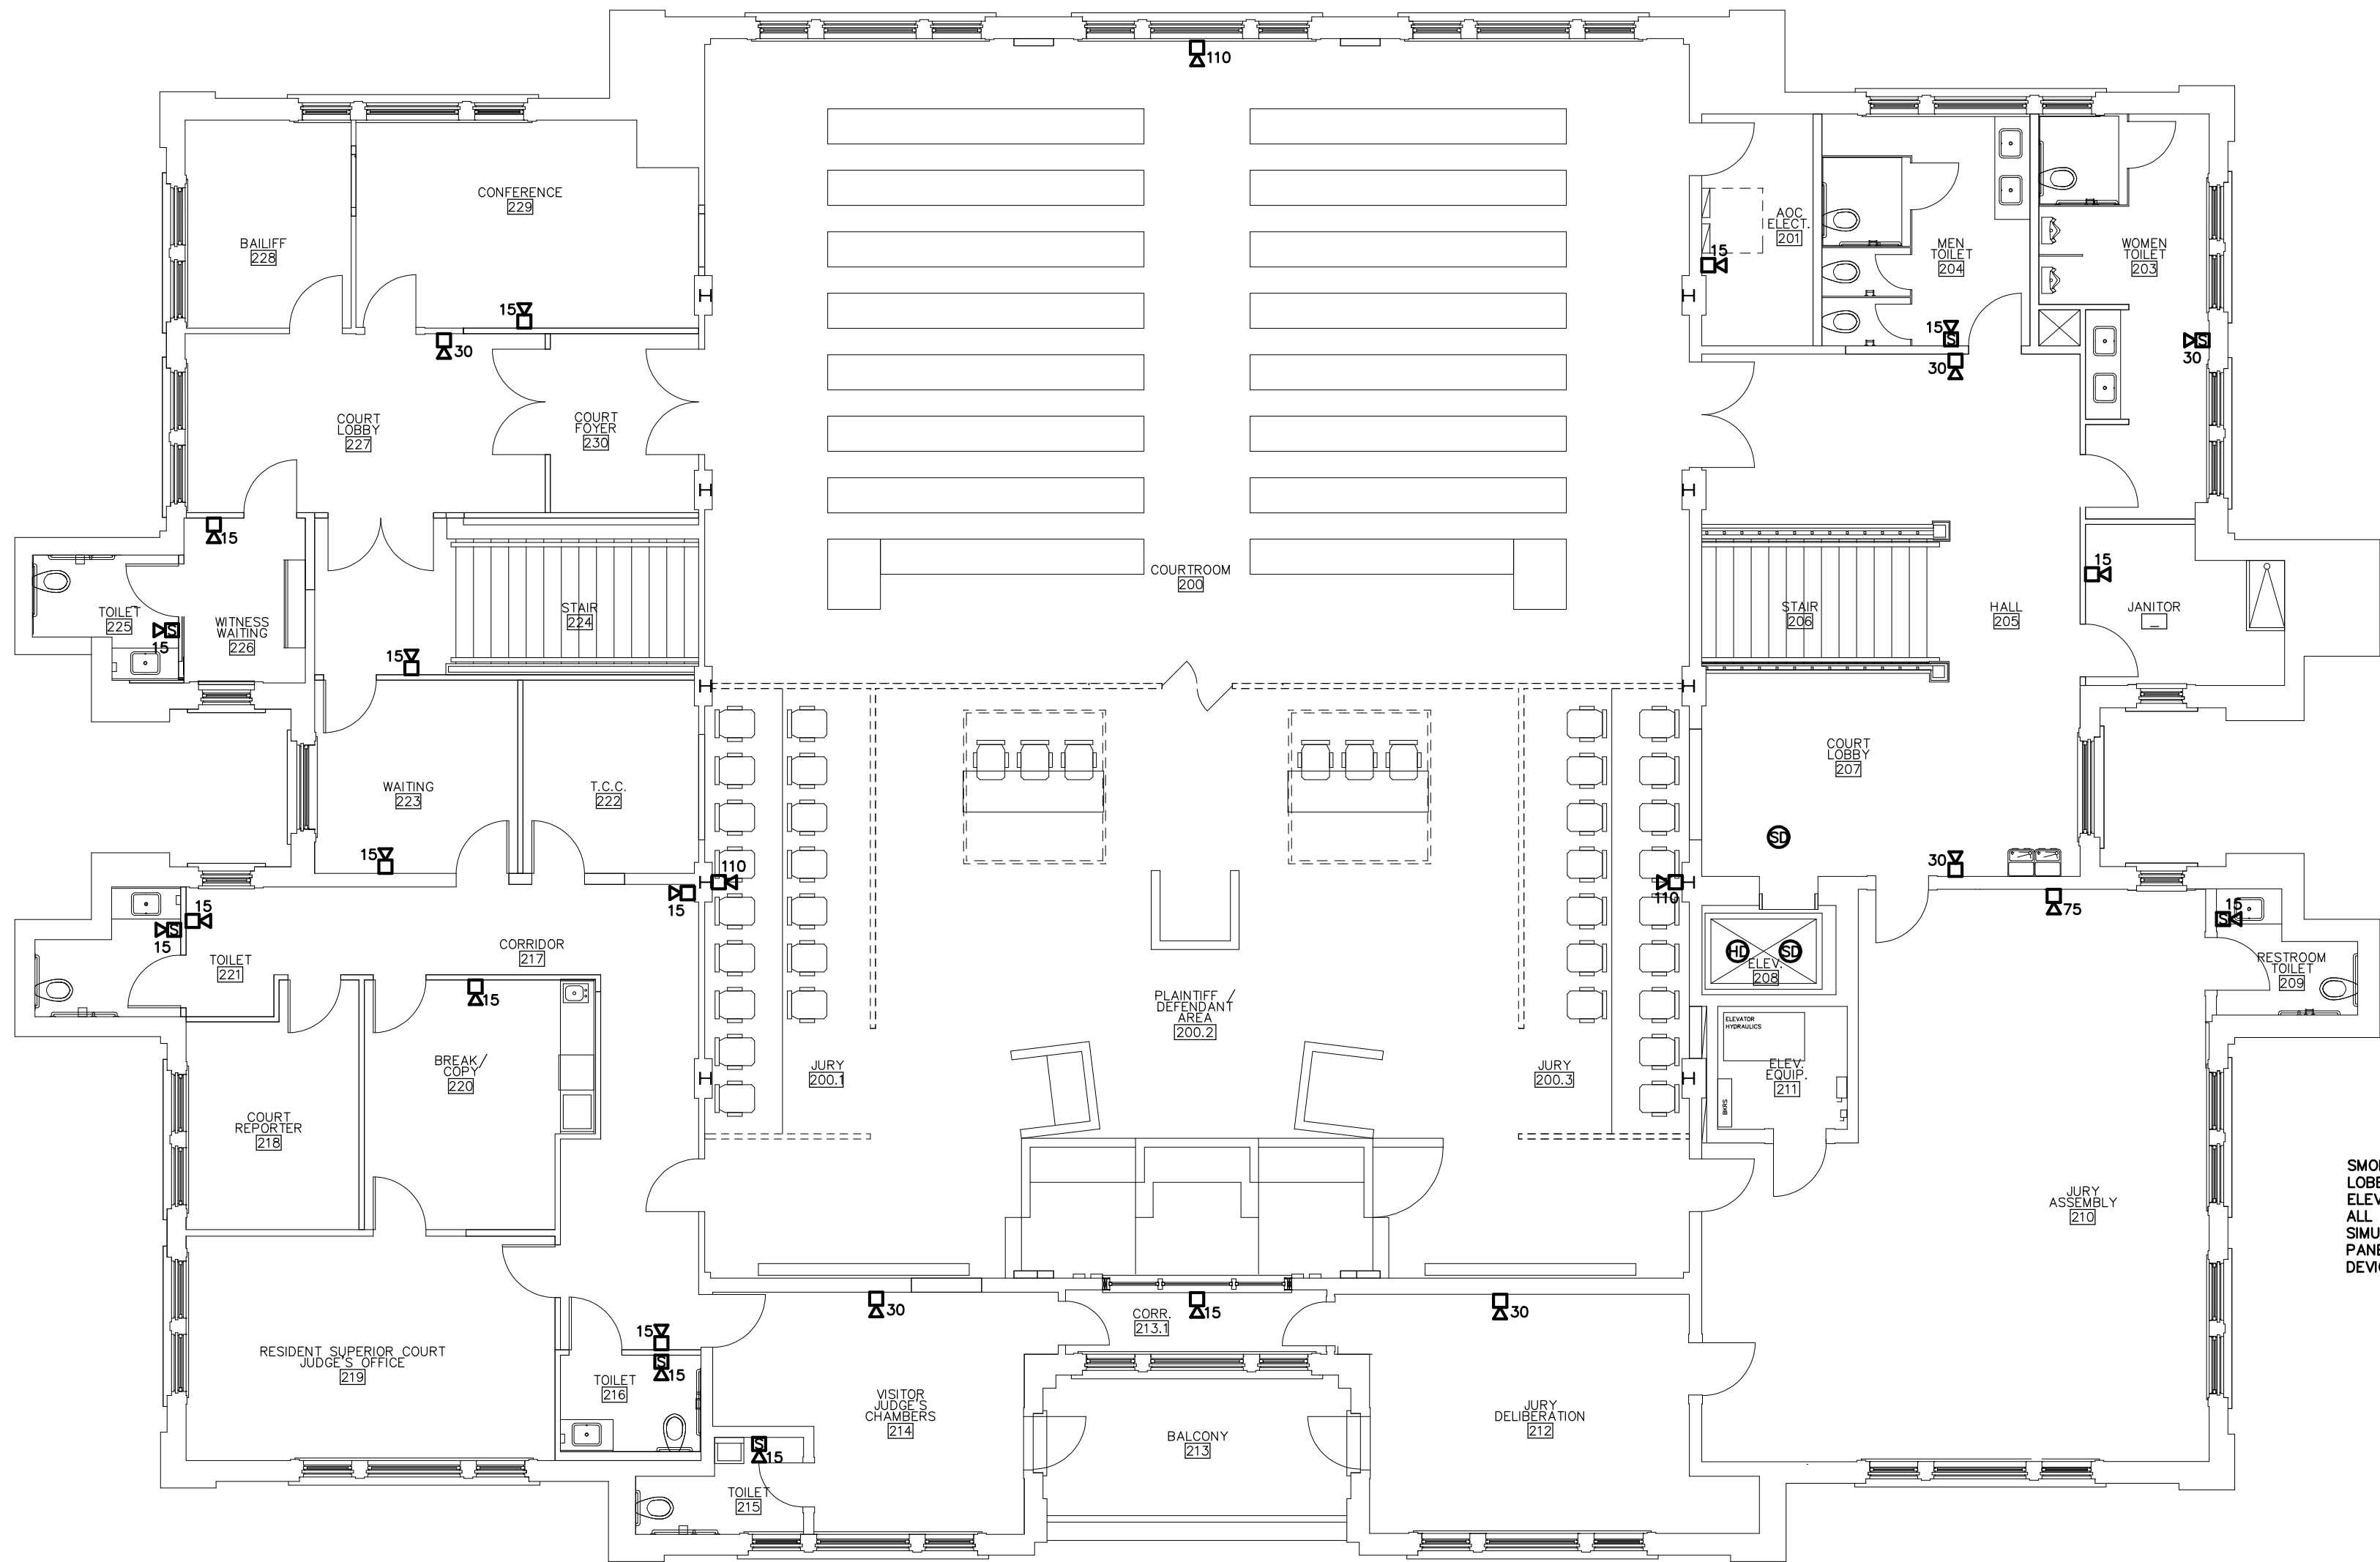 110
CONFERENCE
229
BAILIFF
228
15
30
COURT
LOBBY
227
COURT
FOYER
230
AOC
ELECT.
201
15
MEN
TOILET
204
WOMEN
TOILET
203
15
S
30
S
30
15
TOILET
225
S
15
WITNESS
WAITING
226
STAIR
224
15
COURTROOM
200
STAIR
206
HALL
205
15
JANITOR
WAITING
223
T.C.C.
222
15
COURT
LOBBY
207
SD
30
110
15
110
75
15
S
15
S
TOILET
221
CORRIDOR
217
15
HD
SD
ELEV.
208
15
S
RESTROOM
TOILET
209
PLAINTIFF /
DEFENDANT
AREA
200.2
ELEVATOR
HYDRAULICS
BREAK/
COPY
220
JURY
200.1
JURY
200.3
ELEV.
EQUIP.
211
BKRS
COURT
REPORTER
218
JURY
ASSEMBLY
210
30
CORR.
213.1
15
30
RESIDENT SUPERIOR COURT
JUDGE'S OFFICE
219
15
S
15
TOILET
216
VISITOR
JUDGE'S
CHAMBERS
214
JURY
DELIBERATION
212
BALCONY
213
S
15
TOILET
215
ALL